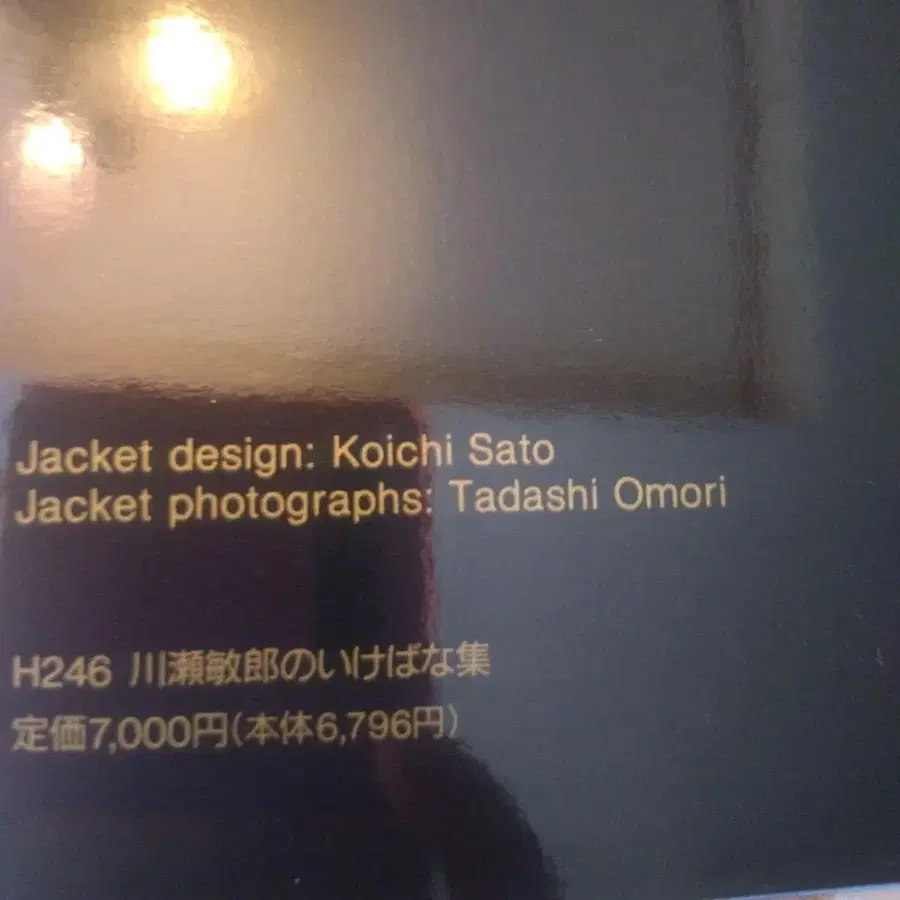 Jacket design: Koichi Sato
Jacket photographs: Tadashi Omori
H246 川瀬敏郎のいけばな集
定価7,000円(本体6,796円)